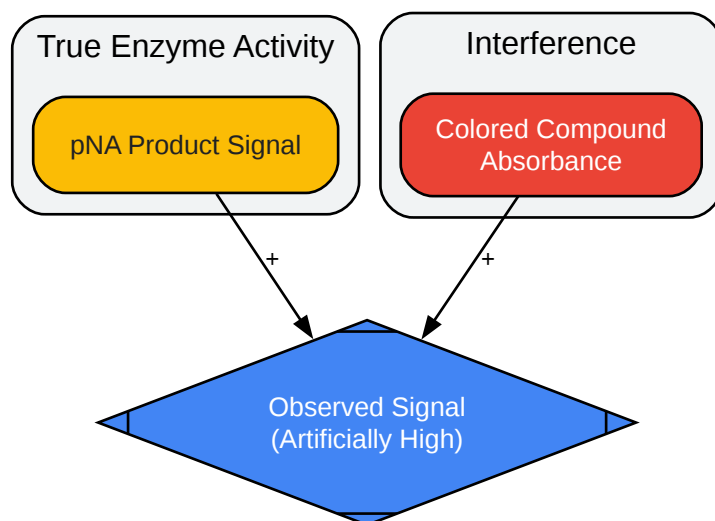 True Enzyme Activity
Interference
pNA Product Signal
Colored Compound
Absorbance
+
+
Observed Signal
(Artificially High)